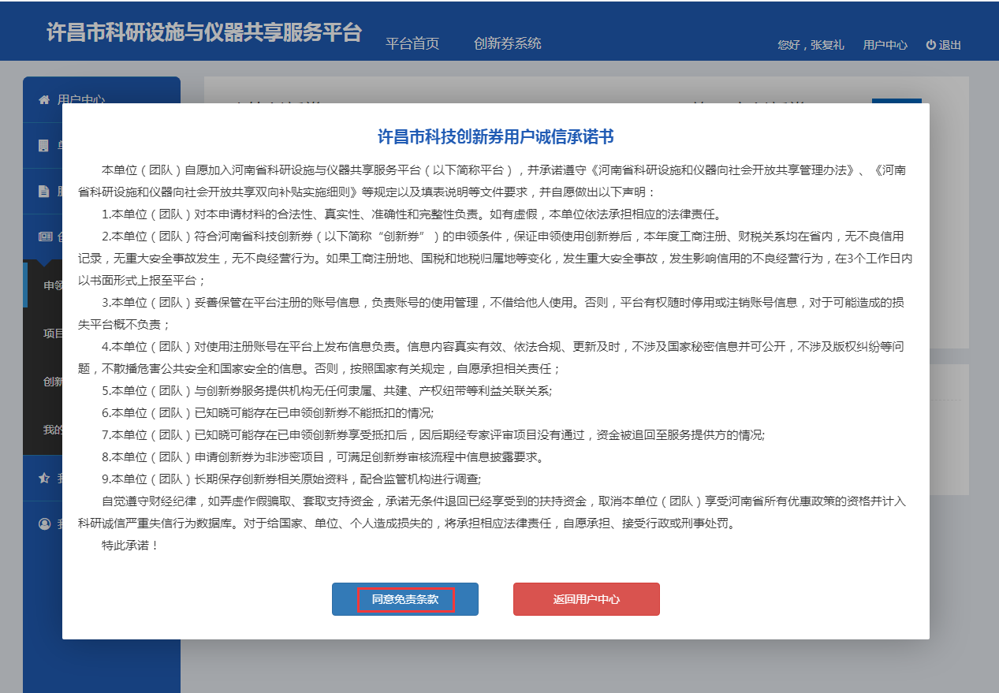 许昌市科研设施与仪器共享服务平台
平台首页
创新券系统
您好，张复礼
用户中心
退出
用户中心
申领
项目
创新
我的
许昌市科技创新券用户诚信承诺书
本单位（团队）自愿加入河南省科研设施与仪器共享服务平台（以下简称平台），并承诺遵守《河南省科研设施和仪器向社会开放共享管理办法》、《河南
省科研设施和仪器向社会开放共享双向补贴实施细则》等规定以及填表说明等文件要求，并自愿做出以下声明：
1.本单位（团队）对本申请材料的合法性、真实性、准确性和完整性负责。如有虚假，本单位依法承担相应的法律责任。
2.本单位（团队）符合河南省科技创新券（以下简称“创新券”）的申领条件，保证申领使用创新券后，本年度工商注册、财税关系均在省内，无不良信用
记录，无重大安全事故发生，无不良经营行为。如果工商注册地、国税和地税归属地等变化，发生重大安全事故，发生影响信用的不良经营行为，在3个工作日内
以书面形式上报至平台；
3.本单位（团队）妥善保管在平台注册的账号信息，负责账号的使用管理，不借给他人使用。否则，平台有权随时停用或注销账号信息，对于可能造成的损
失平台概不负责；
4.本单位（团队）对使用注册账号在平台上发布信息负责。信息内容真实有效、依法合规、更新及时，不涉及国家秘密信息并可公开，不涉及版权纠纷等问
题，不散播危害公共安全和国家安全的信息。否则，按照国家有关规定，自愿承担相关责任；
5.本单位（团队）与创新券服务提供机构无任何隶属、共建、产权纽带等利益关联关系;
6.本单位（团队）已知晓可能存在已申领创新券不能抵扣的情况;
7.本单位（团队）已知晓可能存在已申领创新券享受抵扣后，因后期经专家评审项目没有通过，资金被追回至服务提供方的情况;
8.本单位（团队）申请创新券为非涉密项目，可满足创新券审核流程中信息披露要求。
9.本单位（团队）长期保存创新券相关原始资料，配合监管机构进行调查;
自觉遵守财经纪律，如弄虚作假骗取、套取支持资金，承诺无条件退回已经享受到的扶持资金，取消本单位（团队）享受河南省所有优惠政策的资格并计入
科研诚信严重失信行为数据库。对于给国家、单位、个人造成损失的，将承担相应法律责任，自愿承担、接受行政或刑事处罚。
特此承诺！
同意免责条款
返回用户中心